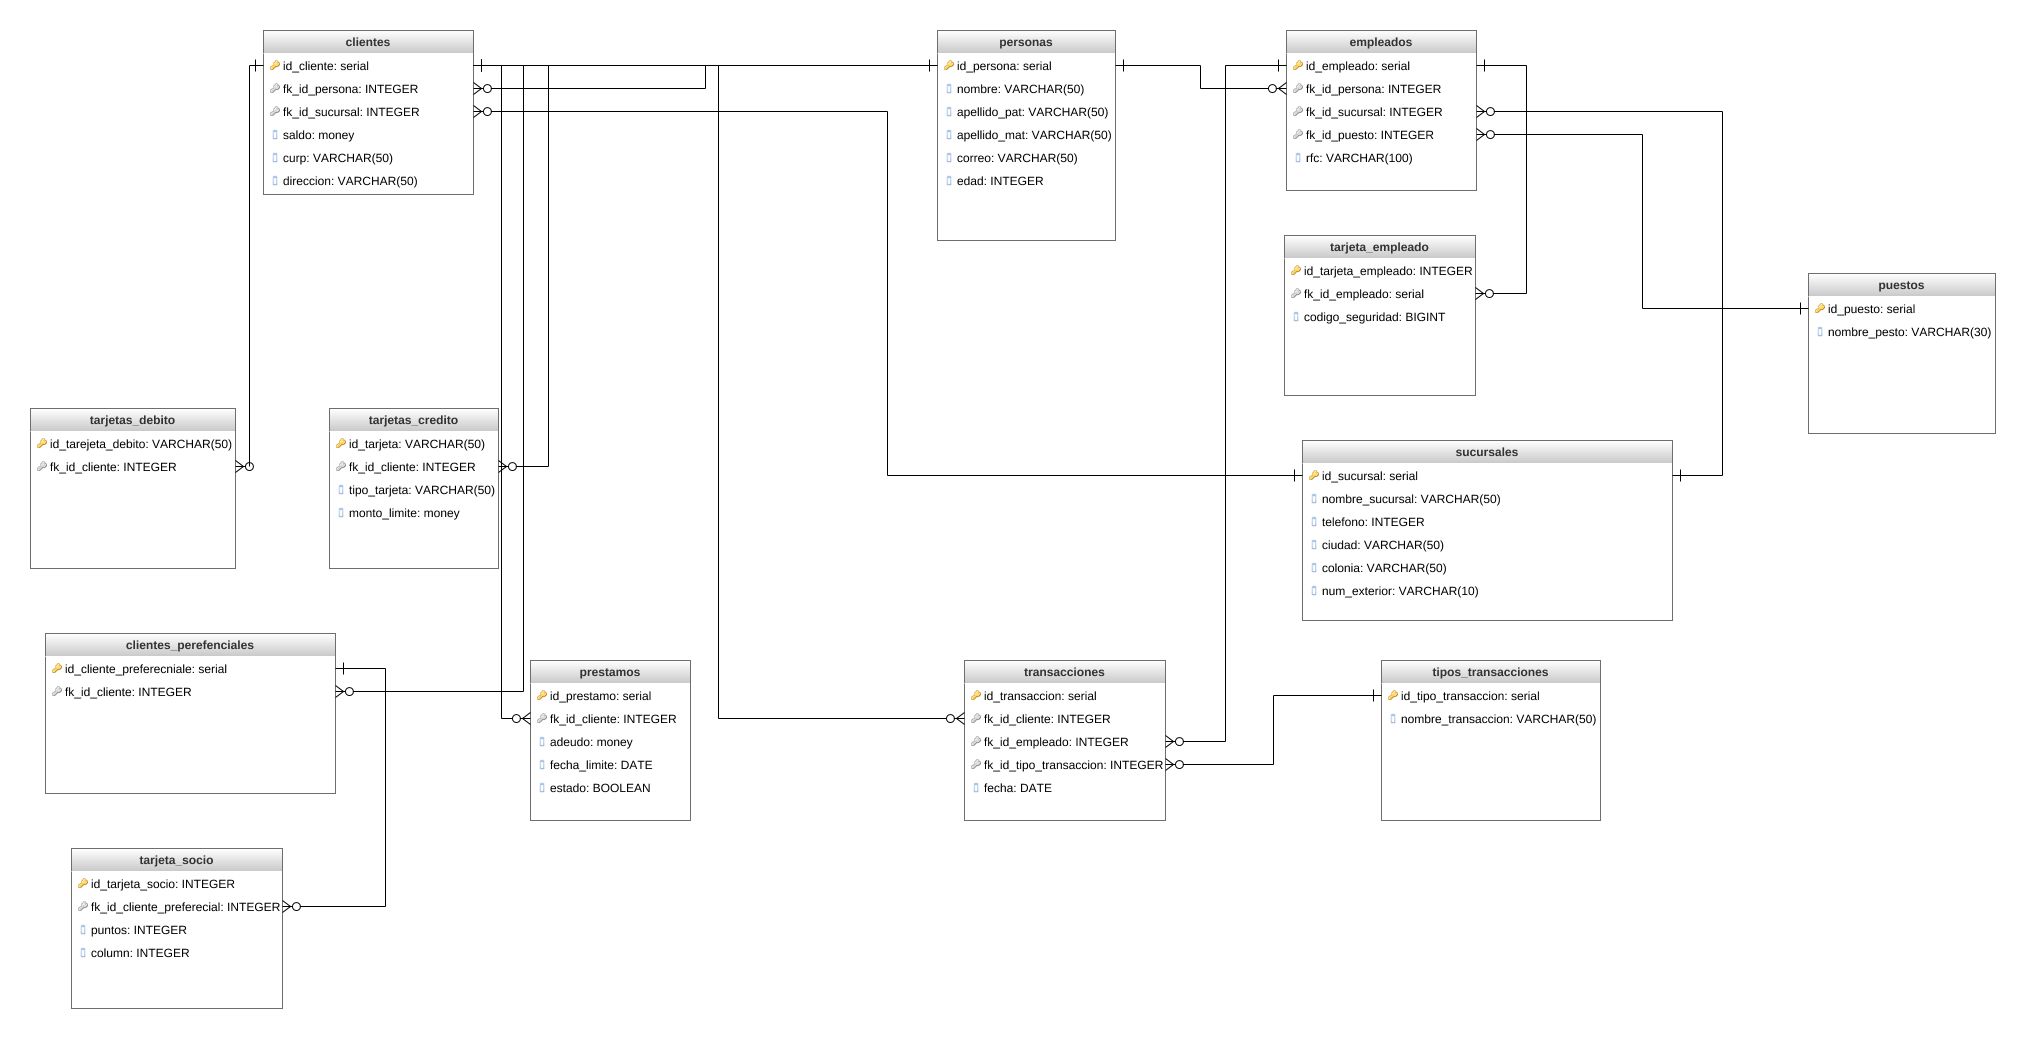 clientes
id_cliente: serial
fk_id_persona: INTEGER
fk_id_sucursal: INTEGER
saldo: money
curp: VARCHAR(50)
direccion: VARCHAR(50)
personas
id_persona: serial
nombre: VARCHAR(50)
apellido_pat: VARCHAR(50)
apellido_mat: VARCHAR(50)
correo: VARCHAR(50)
edad: INTEGER
empleados
id_empleado: serial
fk_id_persona: INTEGER
fk_id_sucursal: INTEGER
fk_id_puesto: INTEGER
rfc: VARCHAR(100)
tarjeta_empleado
id_tarjeta_empleado: INTEGER
fk_id_empleado: serial
codigo_seguridad: BIGINT
puestos
id_puesto: serial
nombre_pesto: VARCHAR(30)
tarjetas_debito
id_tarejeta_debito: VARCHAR(50)
fk_id_cliente: INTEGER
tarjetas_credito
id_tarjeta: VARCHAR(50)
fk_id_cliente: INTEGER
tipo_tarjeta: VARCHAR(50)
monto_limite: money
sucursales
id_sucursal: serial
nombre_sucursal: VARCHAR(50)
telefono: INTEGER
ciudad: VARCHAR(50)
colonia: VARCHAR(50)
num_exterior: VARCHAR(10)
clientes_perefenciales
id_cliente_preferecniale: serial
fk_id_cliente: INTEGER
prestamos
id_prestamo: serial
fk_id_cliente: INTEGER
adeudo: money
fecha_limite: DATE
estado: BOOLEAN
transacciones
id_transaccion: serial
fk_id_cliente: INTEGER
fk_id_empleado: INTEGER
fk_id_tipo_transaccion: INTEGER
fecha: DATE
tipos_transacciones
id_tipo_transaccion: serial
nombre_transaccion: VARCHAR(50)
tarjeta_socio
id_tarjeta_socio: INTEGER
fk_id_cliente_preferecial: INTEGER
puntos: INTEGER
column: INTEGER